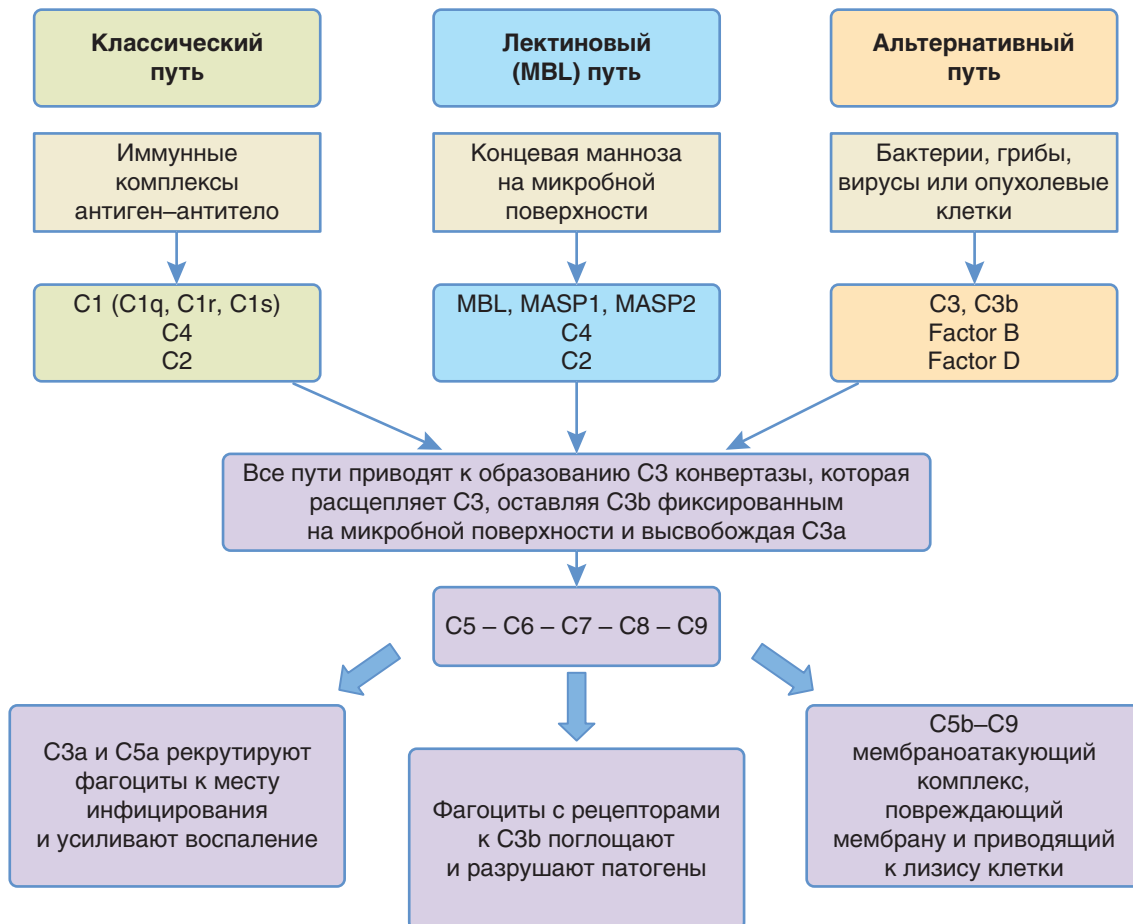 Классический
путь
Лектиновый
(MBL) путь
Альтернативный
путь
Иммунные
комплексы
антиген–антитело
Концевая манноза
на микробной
поверхности
Бактерии, грибы,
вирусы или опухолевые
клетки
C1 (C1q, C1r, C1s)
C4
C2
MBL, MASP1, MASP2
C4
C2
C3, C3b
Factor B
Factor D
Все пути приводят к образованию C3 конвертазы, которая
расщепляет C3, оставляя C3b фиксированным
на микробной поверхности и высвобождая C3a
C5 – C6 – C7 – C8 – C9
C3a и C5a рекрутируют
фагоциты к месту
инфицирования
и усиливают воспаление
Фагоциты с рецепторами
к C3b поглощают
и разрушают патогены
C5b–C9
мембраноатакующий
комплекс,
повреждающий
мембрану и приводящий
к лизису клетки